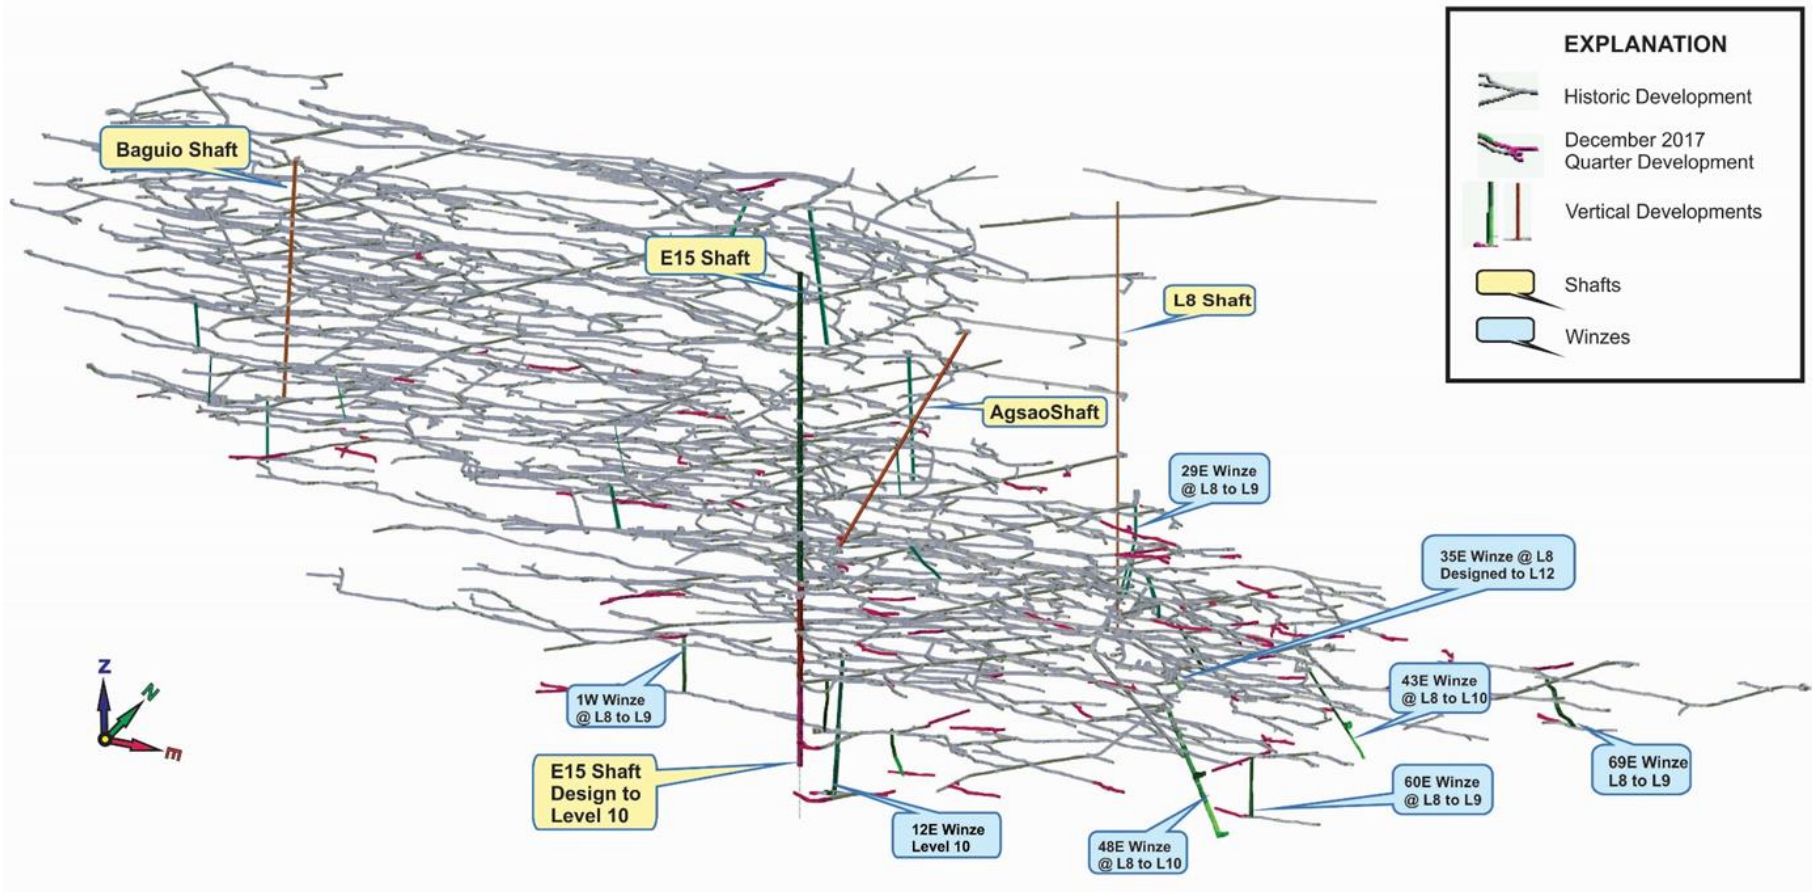 EXPLANATION
Historic Development
December 2017
Quarter Development
Vertical Developments
Shafts
Winzes
Baguio Shaft
E15 Shaft
L8 Shaft
AgsaoShaft
29E Winze
@ L8 to L9
35E Winze @ L8
Designed to L12
43E Winze
@ L8 to L10
1W Winze
@ L8 to L9
69E Winze
L8 to L9
E15 Shaft
Design to
Level 10
60E Winze
@ L8 to L9
12E Winze
Level 10
48E Winze
@ L8 to L10
Z
N
E